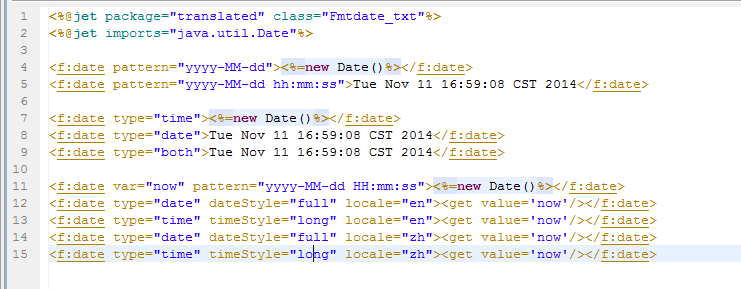 1 <%@jet package="translated" class="Fmtdate_txt"%>
2 <%@jet imports="java.util.Date"%>
3
4 <f:date pattern="yyyy-MM-dd"><%=new Date()%></f:date>
5 <f:date pattern="yyyy-MM-dd hh:mm:ss">Tue Nov 11 16:59:08 CST 2014</f:date>
6
7 <f:date type="time"><%=new Date()%></f:date>
8 <f:date type="date">Tue Nov 11 16:59:08 CST 2014</f:date>
9 <f:date type="both">Tue Nov 11 16:59:08 CST 2014</f:date>
10
11 <f:date var="now" pattern="yyyy-MM-dd HH:mm:ss"><%=new Date()%></f:date>
12 <f:date type="date" dateStyle="full" locale="en"><get value='now'/></f:date>
13 <f:date type="time" timeStyle="long" locale="en"><get value='now'/></f:date>
14 <f:date type="date" dateStyle="full" locale="zh"><get value='now'/></f:date>
15 <f:date type="time" timeStyle="long" locale="zh"><get value='now'/></f:date>